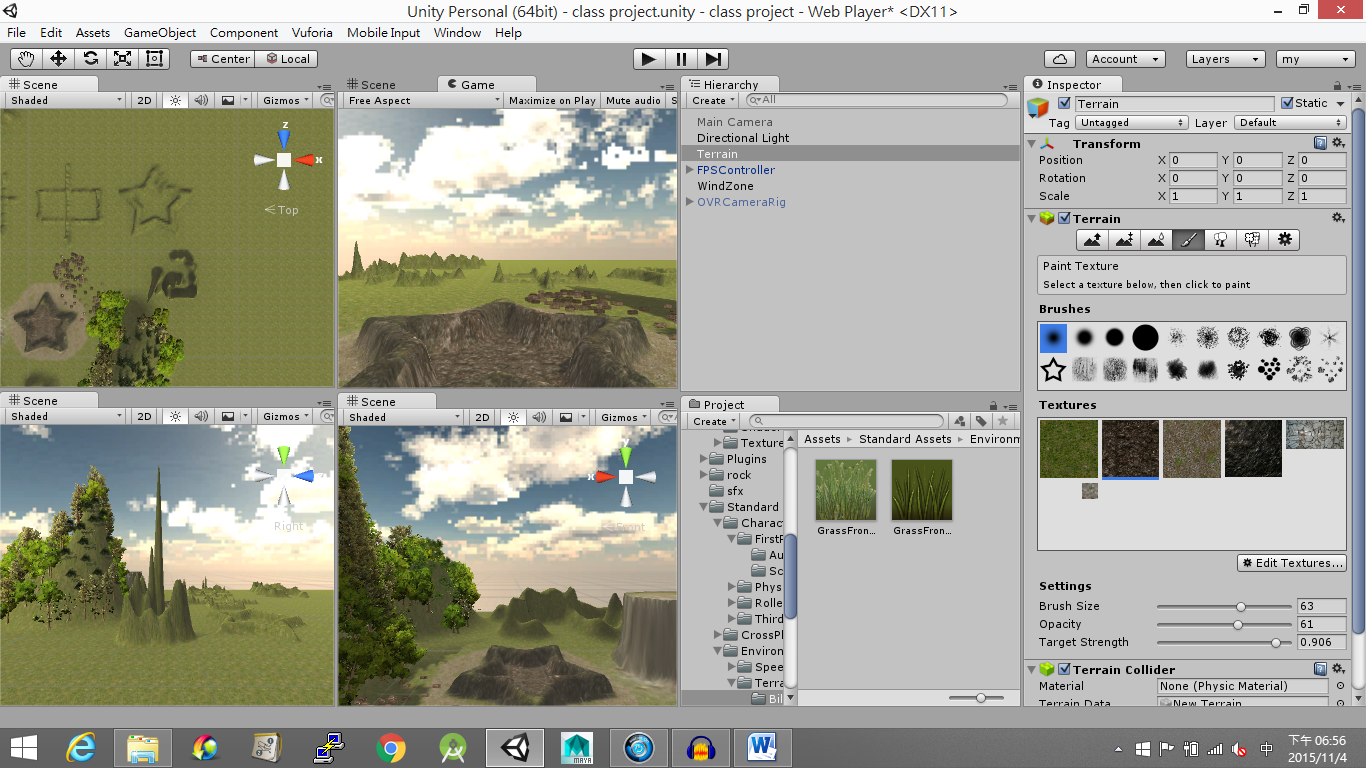 Unity Personal (64bit) - class project.unity - class project - Web Player* <DX11>
File Edit Assets GameObject Component Vuforia Mobile Input Window Help
Center Local Account Layers my
Scene
Shaded 2D Gizmos
z
x
Top
Scene Game
Free Aspect Maximize on Play Mute audio S
Hierarchy
Create All
Main Camera
Directional Light
Terrain
FPSController
WindZone
OVRCameraRig
Scene
Shaded 2D Gizmos
Right
Scene
Shaded 2D Gizmos
y
x
Front
Project
Create
Texture
Plugins
rock
sfx
Standard
Charac
FirstP
Au
Sc
Phys
Rolle
Third
CrossPl
Environ
Spee
Terra
Bil
Assets Standard Assets Environm
GrassFron...
GrassFron...
Inspector
Terrain Static
Tag Untagged Layer Default
Transform
Position X 0 Y 0 Z 0
Rotation X 0 Y 0 Z 0
Scale X 1 Y 1 Z 1
Terrain
Paint Texture
Select a texture below, then click to paint
Brushes
Textures
Edit Textures...
Settings
Brush Size 63
Opacity 61
Target Strength 0.906
Terrain Collider
Material None (Physic Material)
Terrain Data New Terrain
MAYA
中
下午 06:56
2015/11/4